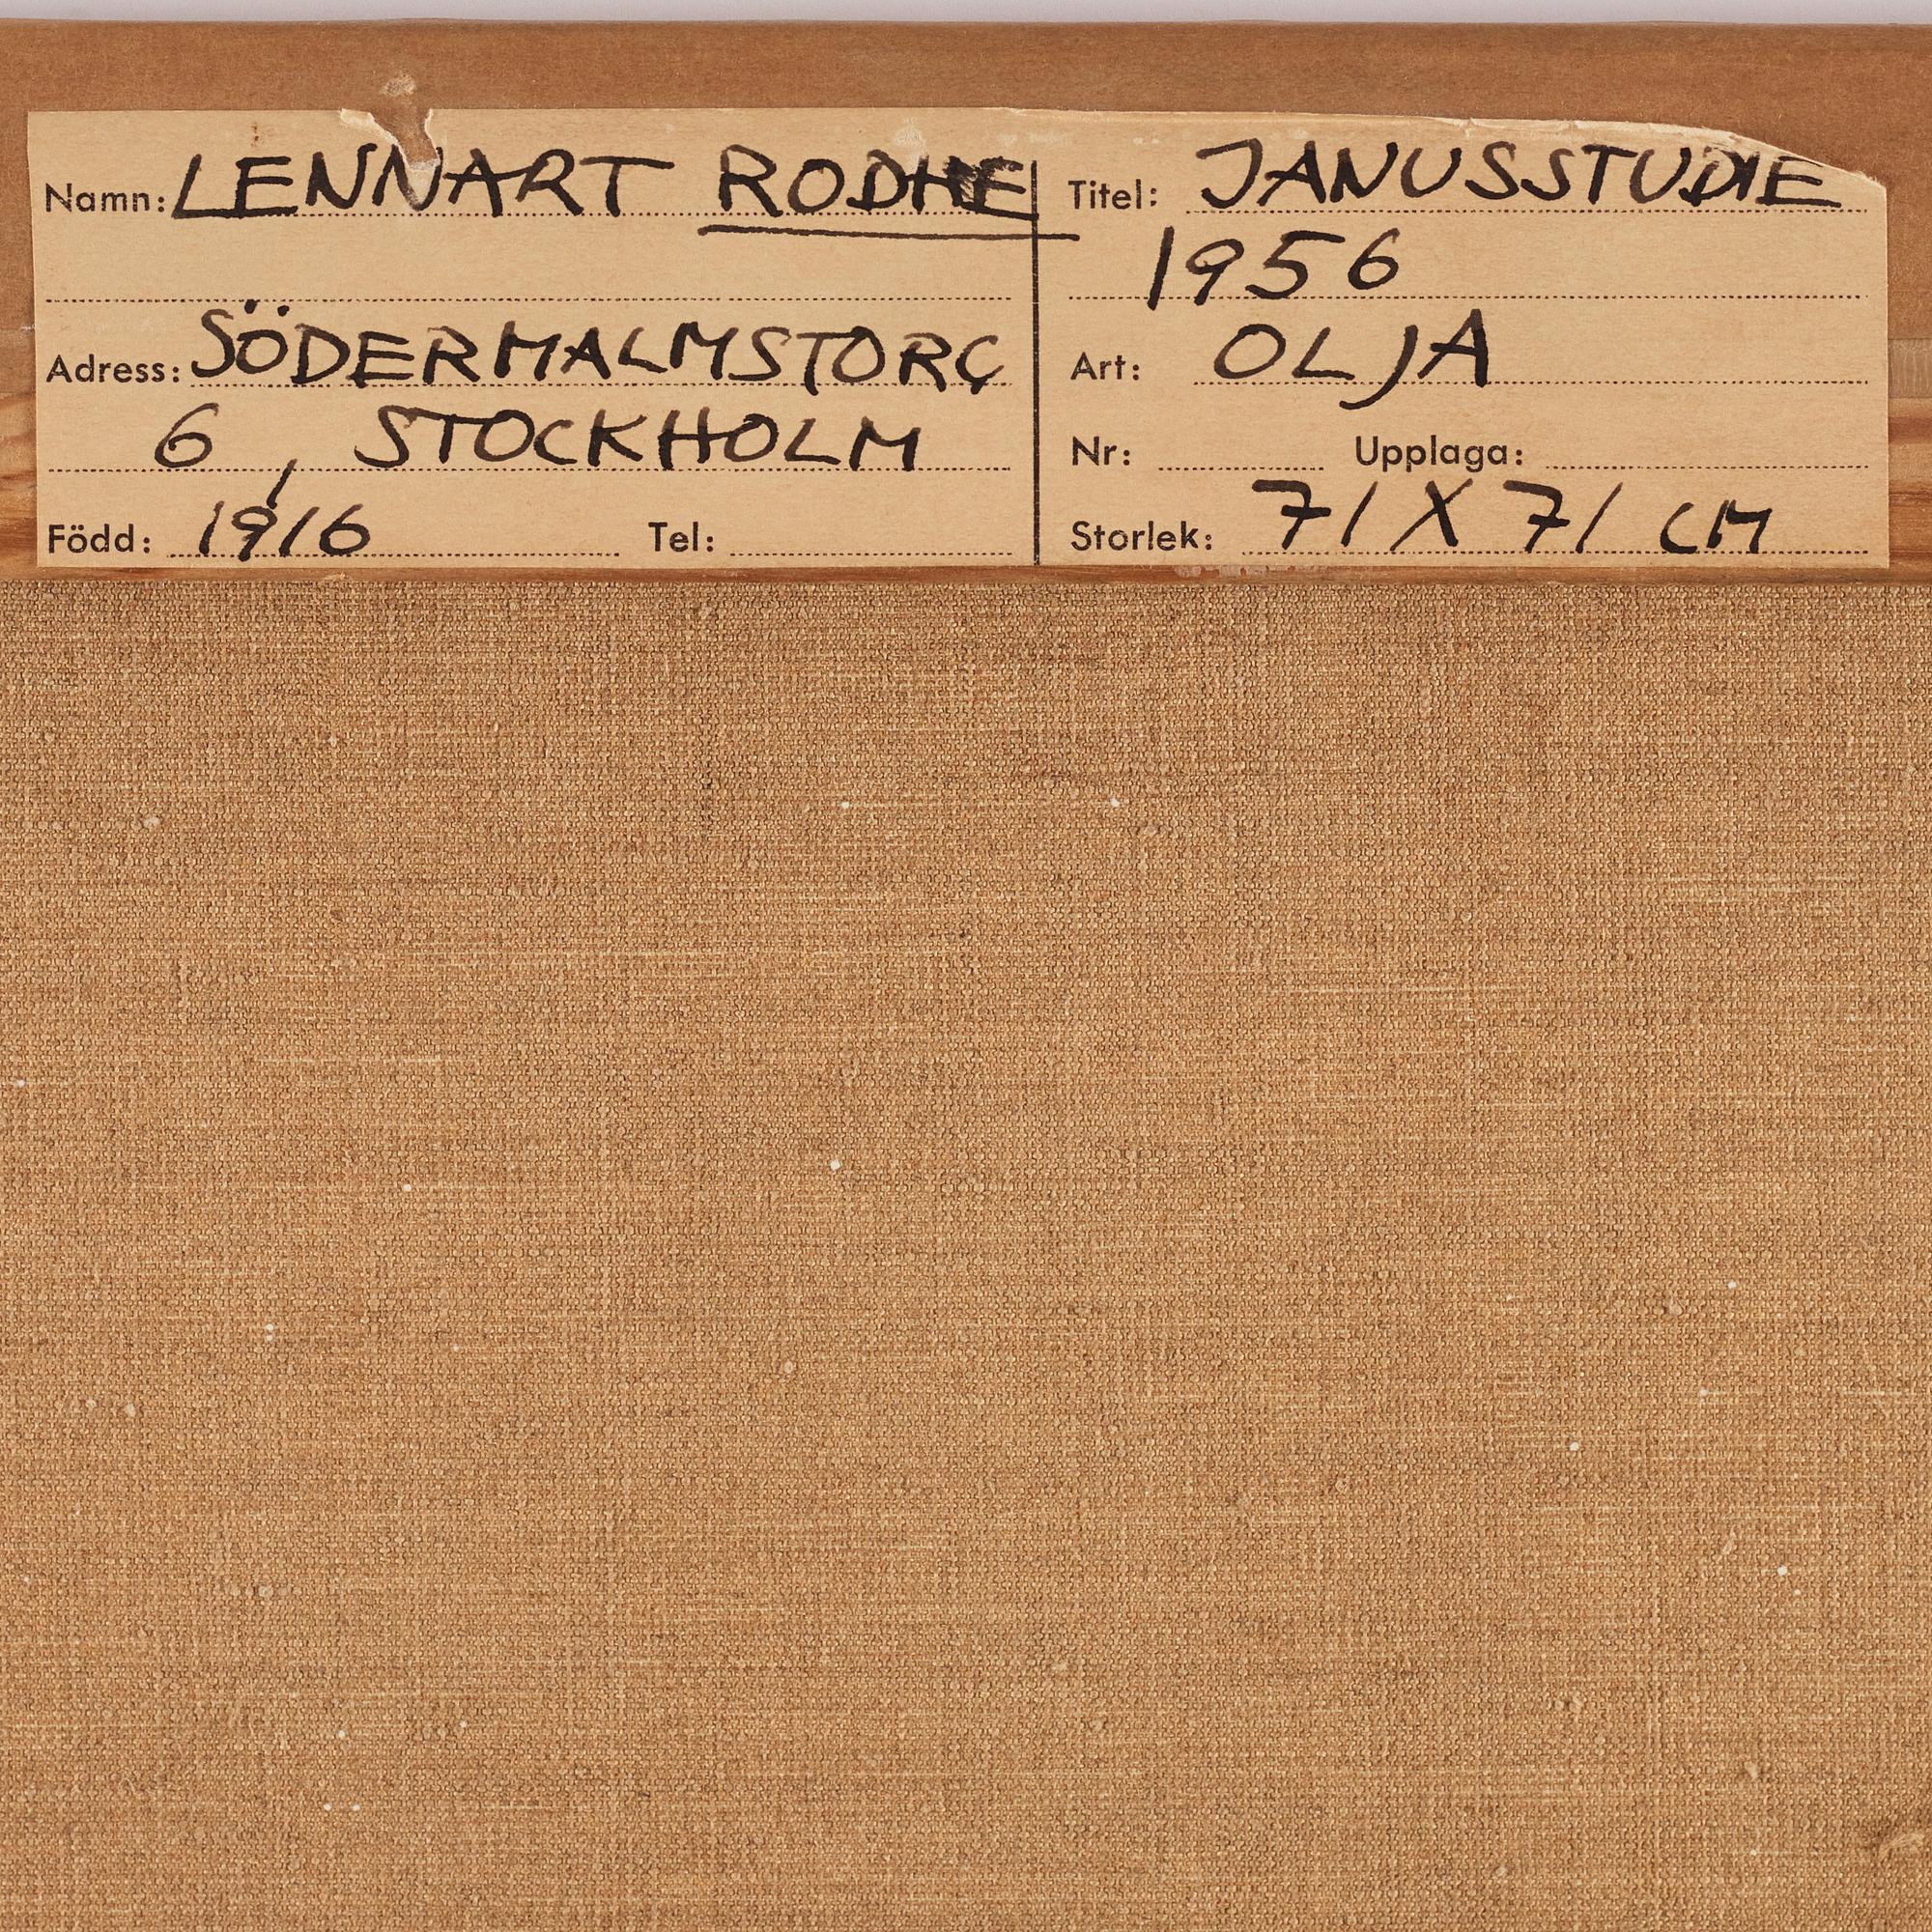 Namn: LENNART RODHE
Adress: SÖDERMALMSTORG
6, STOCKHOLM
Född: 1916 Tel:
Titel: JANUSSTUDIE
1956
Art: OLJA
Nr: Upplaga:
Storlek: 71 X 71 CM